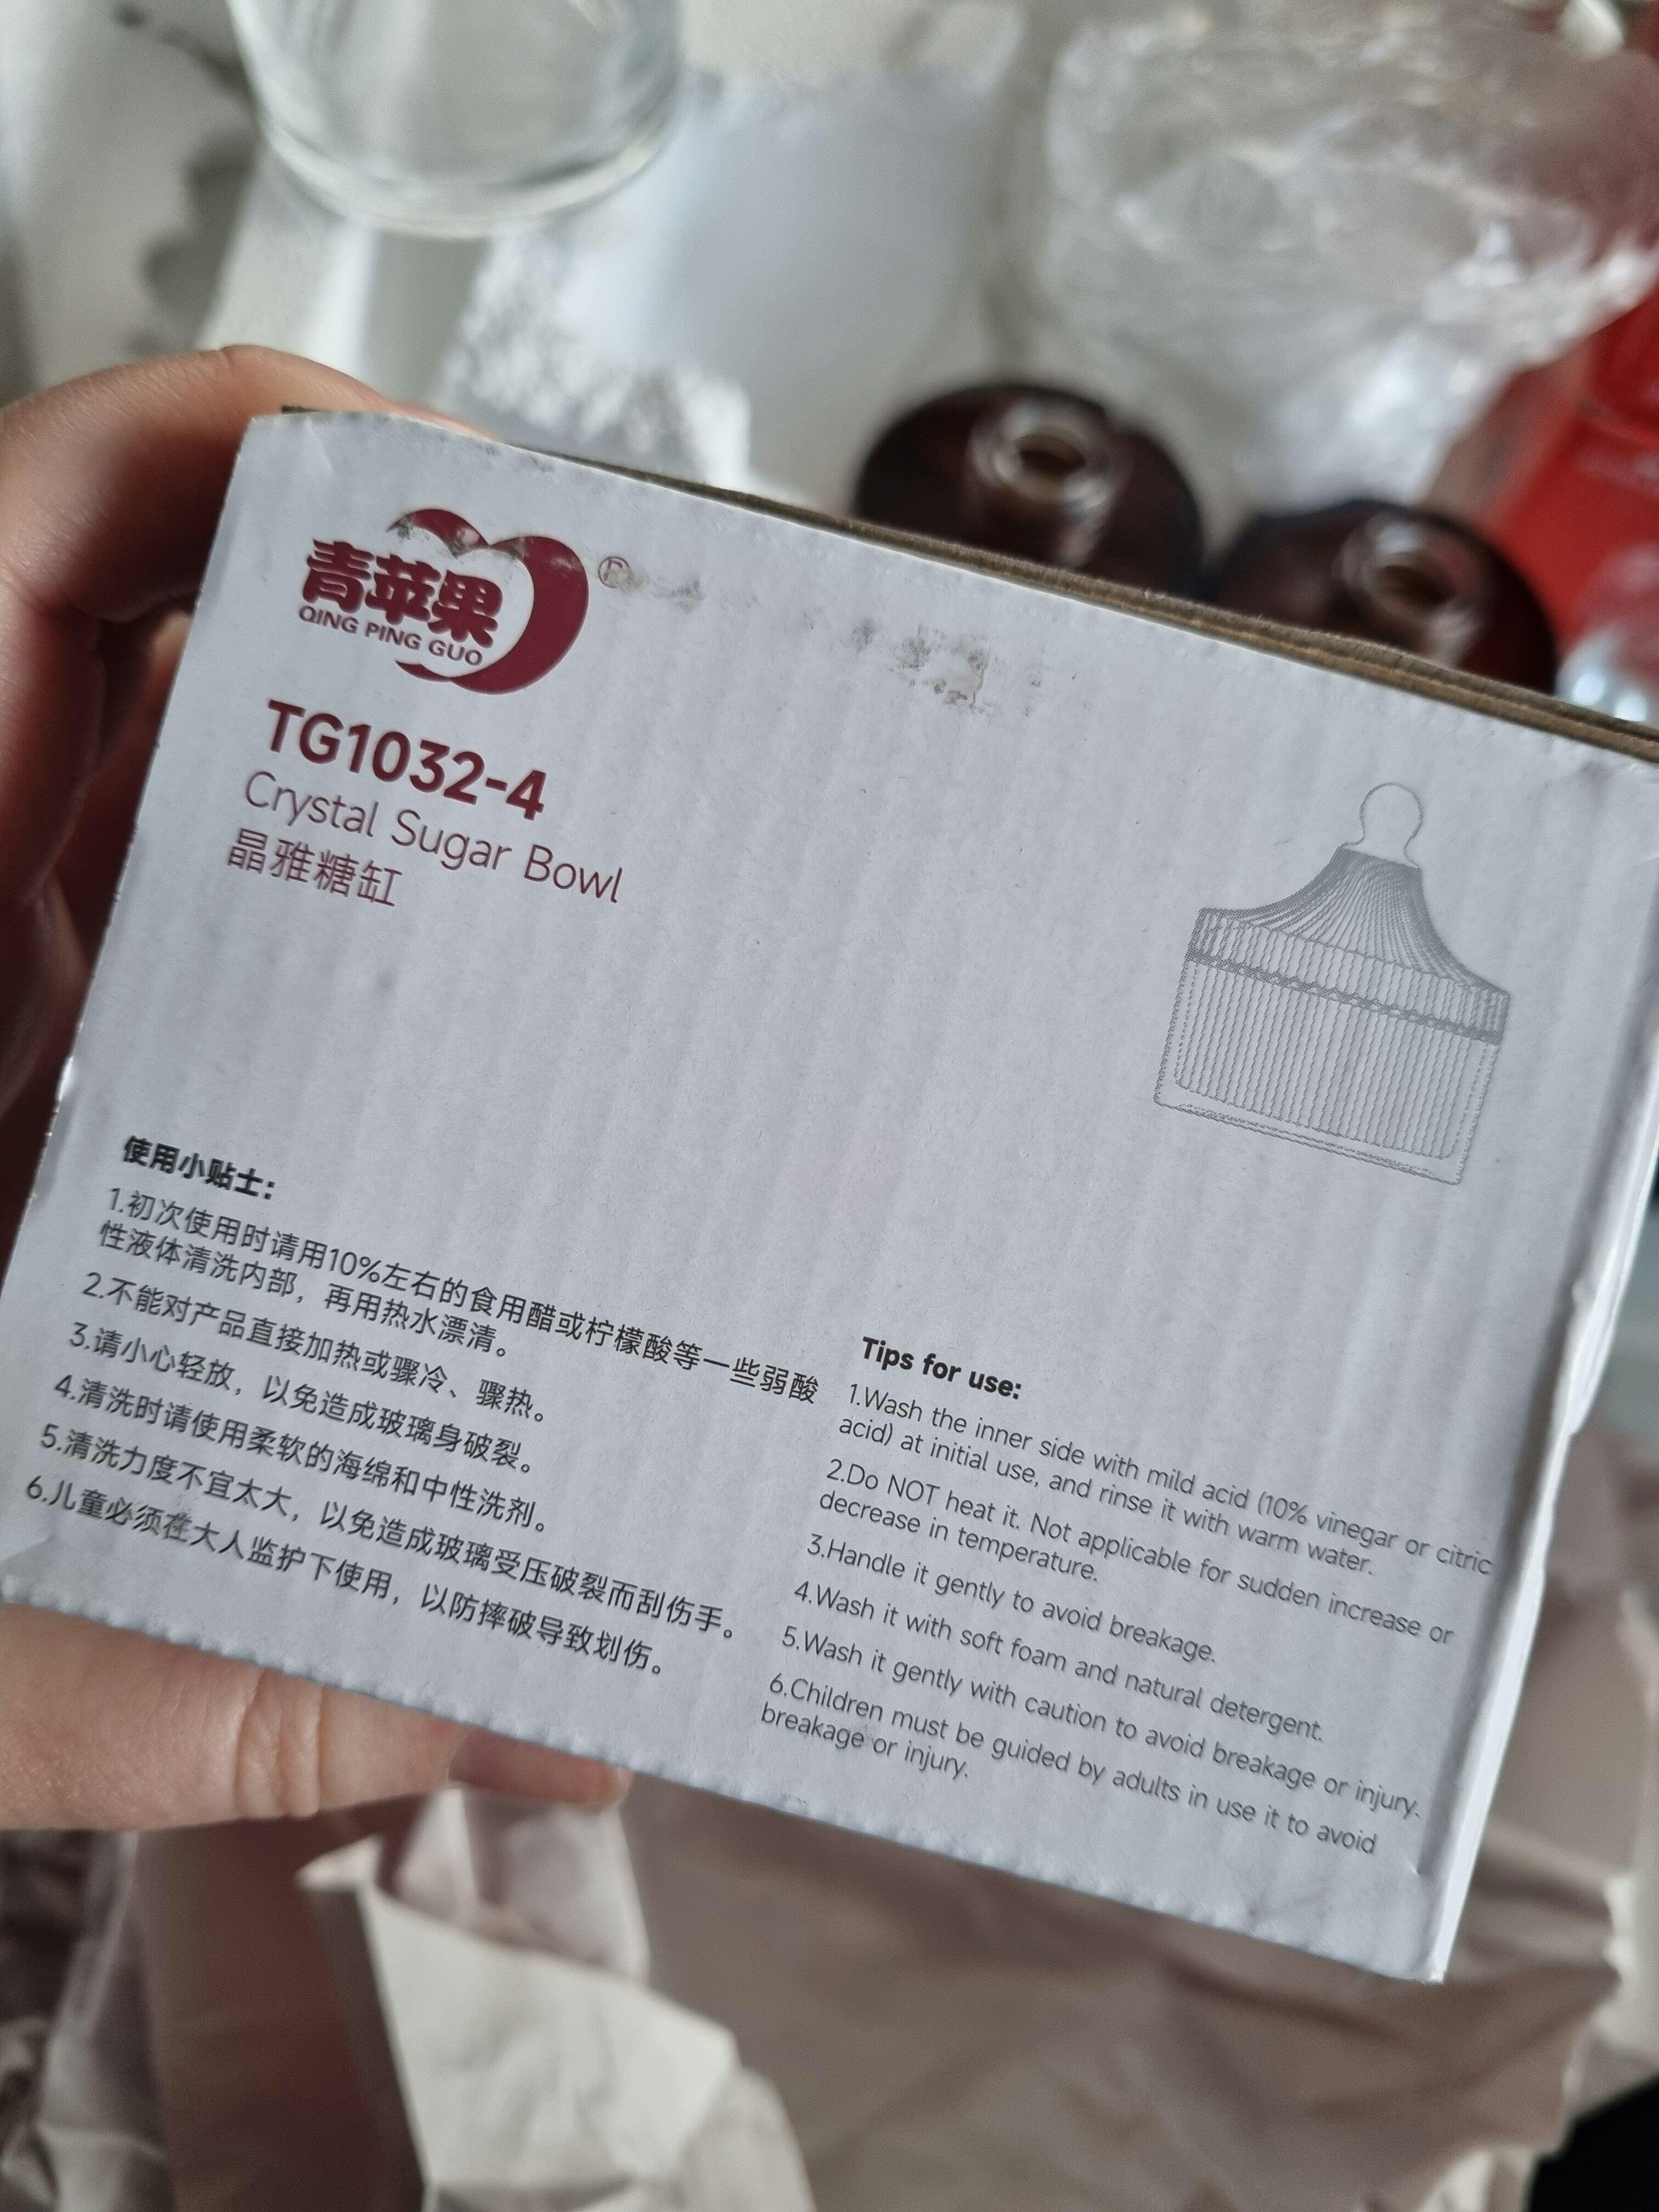 青苹果
QING PING GUO
®
TG1032-4
Crystal Sugar Bowl
晶雅糖缸
使用小贴士：
1.初次使用时请用10%左右的食用醋或柠檬酸等一些弱酸
性液体清洗内部，再用热水漂清。
2.不能对产品直接加热或骤冷、骤热。
3.请小心轻放，以免造成玻璃身破裂。
4.清洗时请使用柔软的海绵和中性洗剂。
5.清洗力度不宜太大，以免造成玻璃受压破裂而刮伤手。
6.儿童必须在大人监护下使用，以防摔破导致划伤。
Tips for use:
1.Wash the inner side with mild acid (10% vinegar or citric
acid) at initial use, and rinse it with warm water.
2.Do NOT heat it. Not applicable for sudden increase or
decrease in temperature.
3.Handle it gently to avoid breakage.
4.Wash it with soft foam and natural detergent.
5.Wash it gently with caution to avoid breakage or injury.
6.Children must be guided by adults in use it to avoid
breakage or injury.